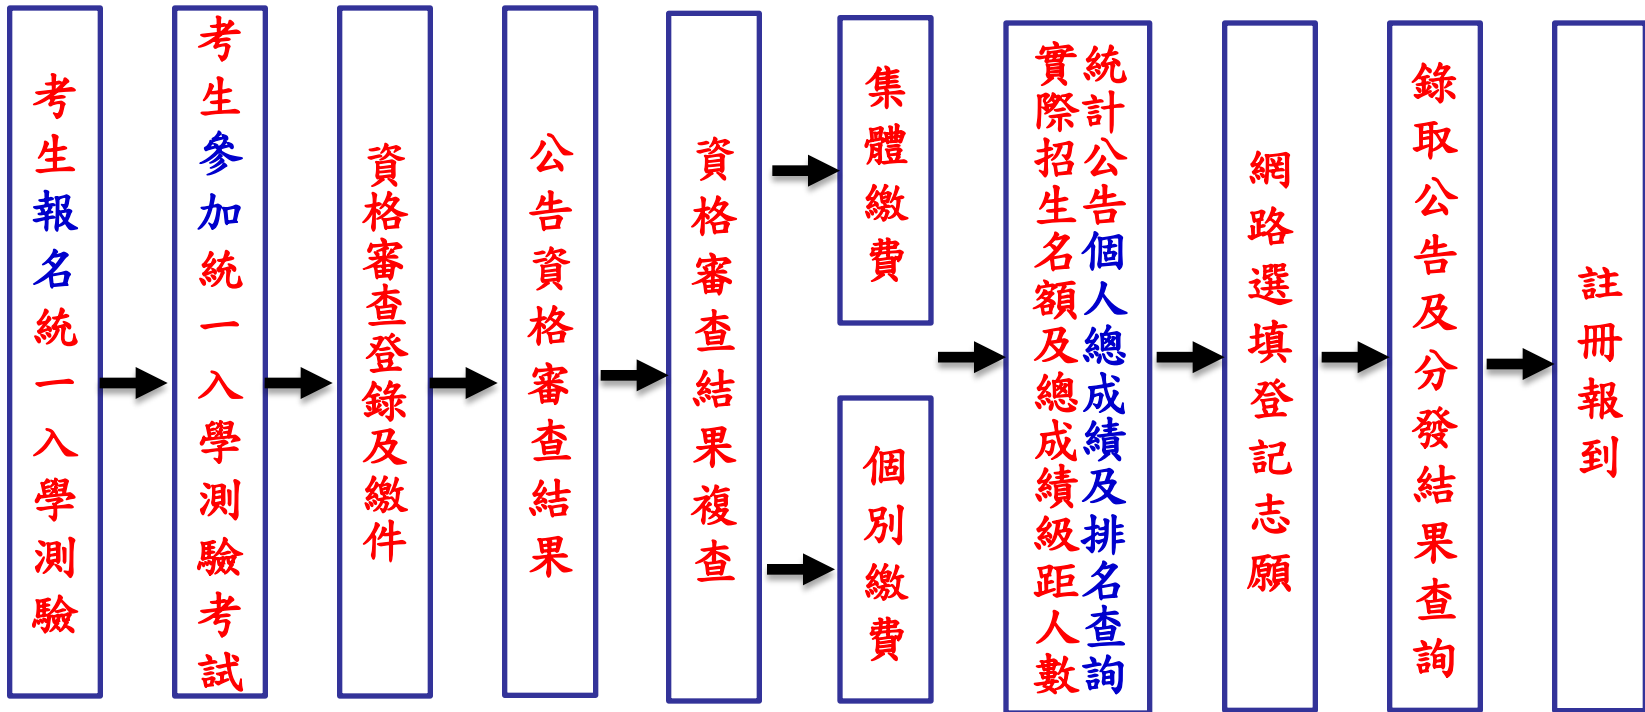 考生報名統一入學測驗
考生參加統一入學測驗考試
資格審查登錄及繳件
公告資格審查結果
資格審查結果複查
集體繳費
個別繳費
統計公告個人總成績及排名查詢
實際招生名額及總成績級距人數
網路選填登記志願
錄取公告及分發結果查詢
註冊報到